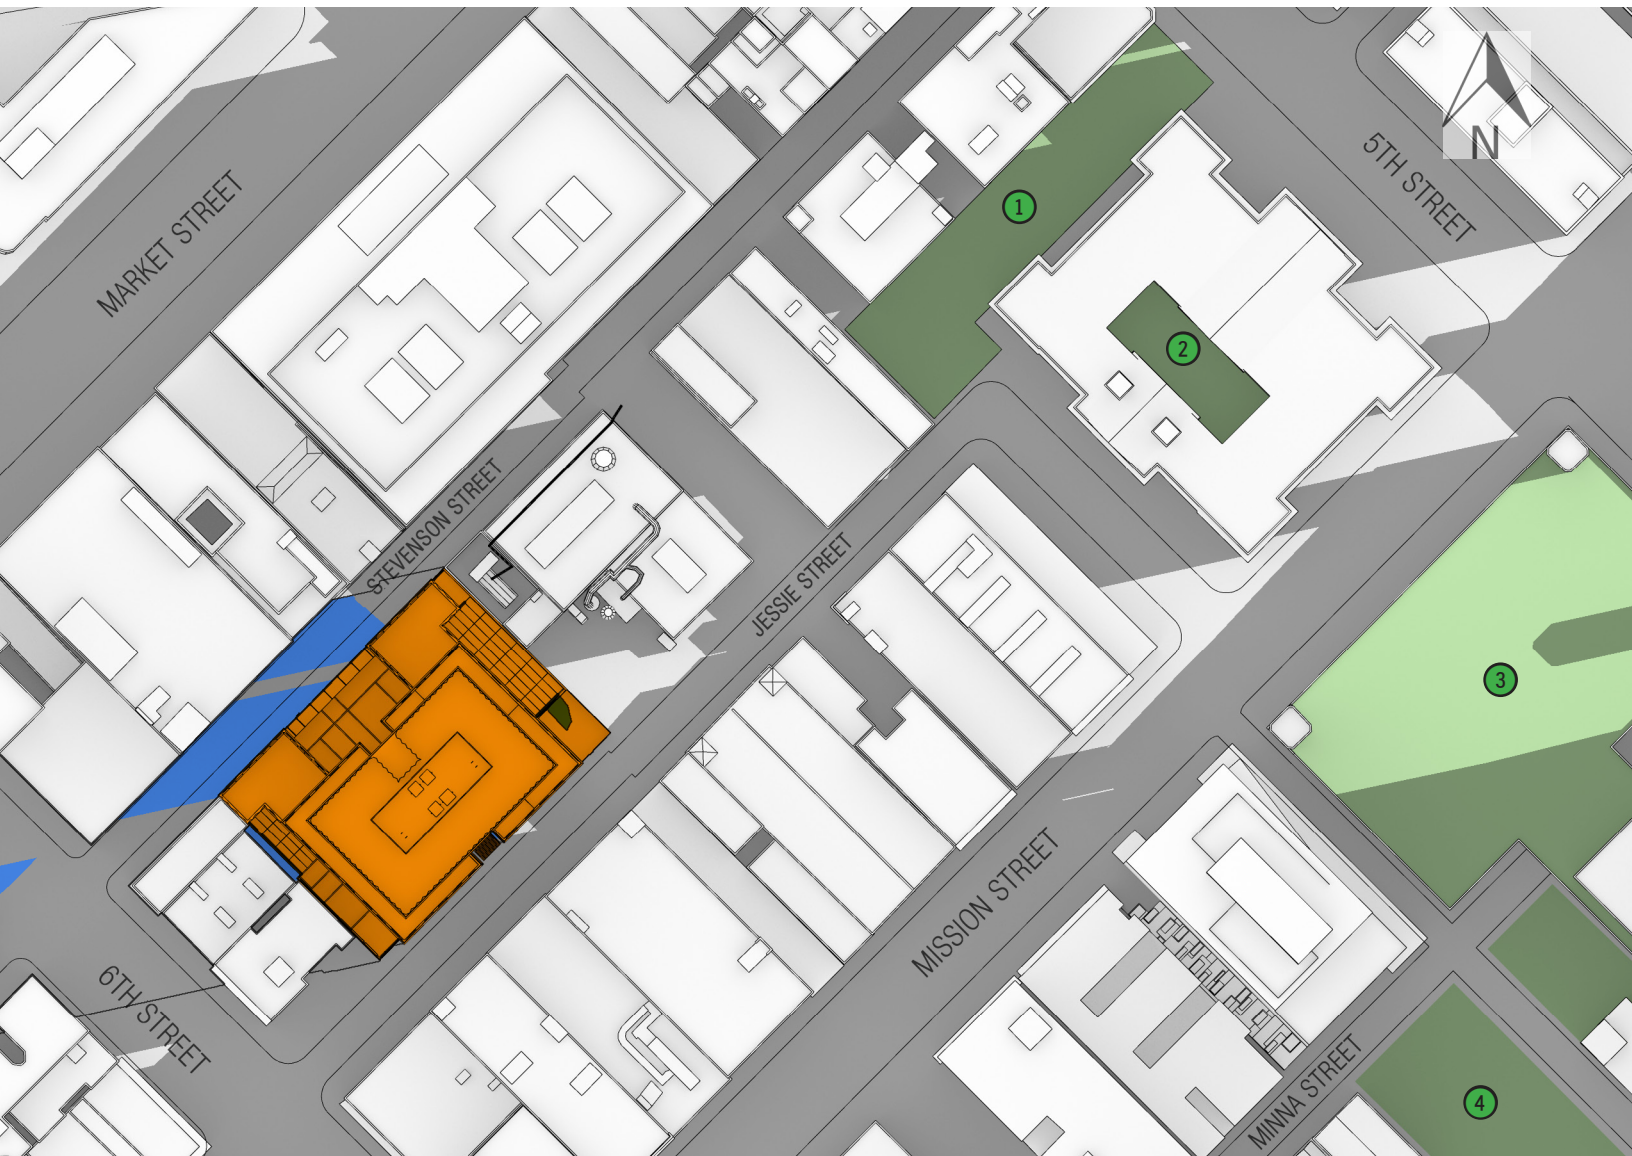 N
5TH STREET
MARKET STREET
1
2
STEVENSON STREET
JESSIE STREET
3
MISSION STREET
6TH STREET
MINNA STREET
4